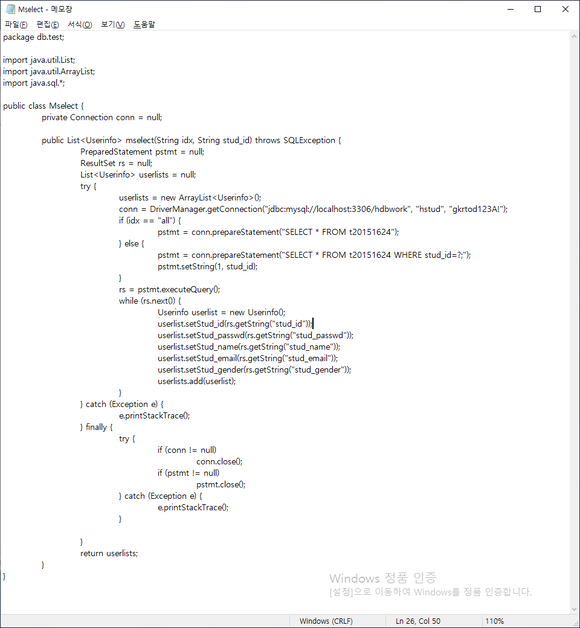 Mselect - 메모장
파일(F) 편집(E) 서식(O) 보기(V) 도움말
package db.test;
import java.util.List;
import java.util.ArrayList;
import java.sql.*;
public class Mselect {
private Connection conn = null;
public List<Userinfo> mselect(String idx, String stud_id) throws SQLException {
PreparedStatement pstmt = null;
ResultSet rs = null;
List<Userinfo> userlists = null;
try {
userlists = new ArrayList<Userinfo>();
conn = DriverManager.getConnection("jdbc:mysql://localhost:3306/hdbwork", "hstud", "gkrtod123A!");
if (idx == "all") {
pstmt = conn.prepareStatement("SELECT * FROM t20151624");
} else {
pstmt = conn.prepareStatement("SELECT * FROM t20151624 WHERE stud_id=?;");
pstmt.setString(1, stud_id);
}
rs = pstmt.executeQuery();
while (rs.next()) {
Userinfo userlist = new Userinfo();
userlist.setStud_id(rs.getString("stud_id"));
userlist.setStud_passwd(rs.getString("stud_passwd"));
userlist.setStud_name(rs.getString("stud_name"));
userlist.setStud_email(rs.getString("stud_email"));
userlist.setStud_gender(rs.getString("stud_gender"));
userlists.add(userlist);
}
} catch (Exception e) {
e.printStackTrace();
} finally {
try {
if (conn != null)
conn.close();
if (pstmt != null)
pstmt.close();
} catch (Exception e) {
e.printStackTrace();
}
}
return userlists;
}
}
Windows 정품 인증
[설정]으로 이동하여 Windows를 정품 인증합니다.
Windows (CRLF) Ln 26, Col 50 110%